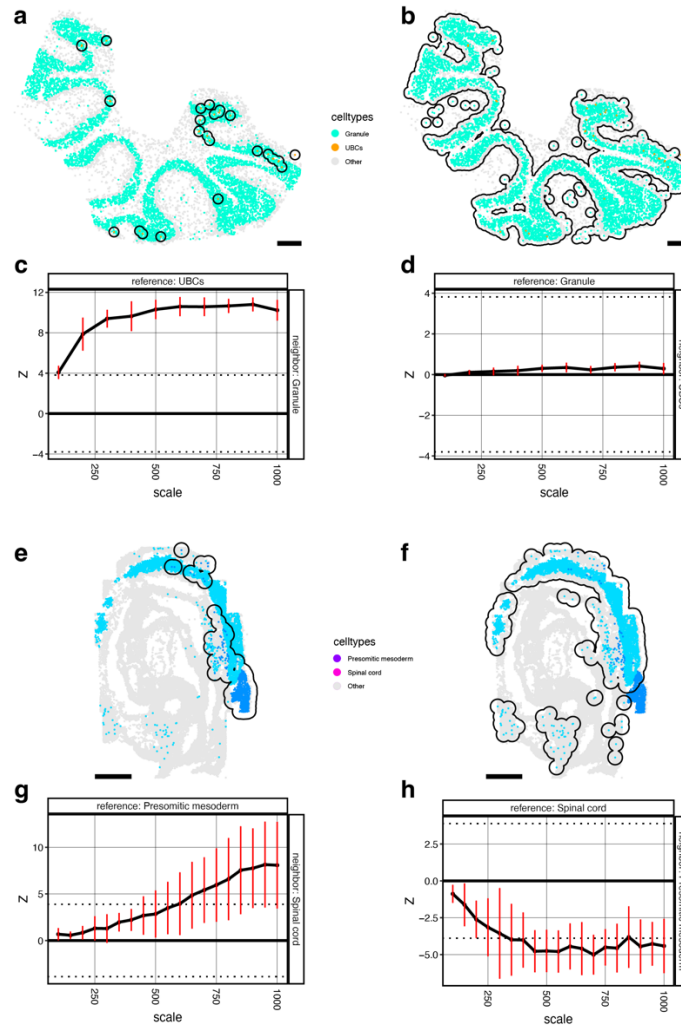 a
b
celltypes
Granule
UBCs
Other
c
reference: UBCs
12
8
4
0
−4
Z
neighbor: Granule
250
500
750
1000
scale
d
reference: Granule
4
2
0
−2
−4
Z
250
500
750
1000
scale
e
f
celltypes
Presomitic mesoderm
Spinal cord
Other
g
reference: Presomitic mesoderm
10
5
0
Z
neighbor: Spinal cord
250
500
750
1000
scale
h
reference: Spinal cord
2.5
0.0
−2.5
−5.0
Z
250
500
750
1000
scale